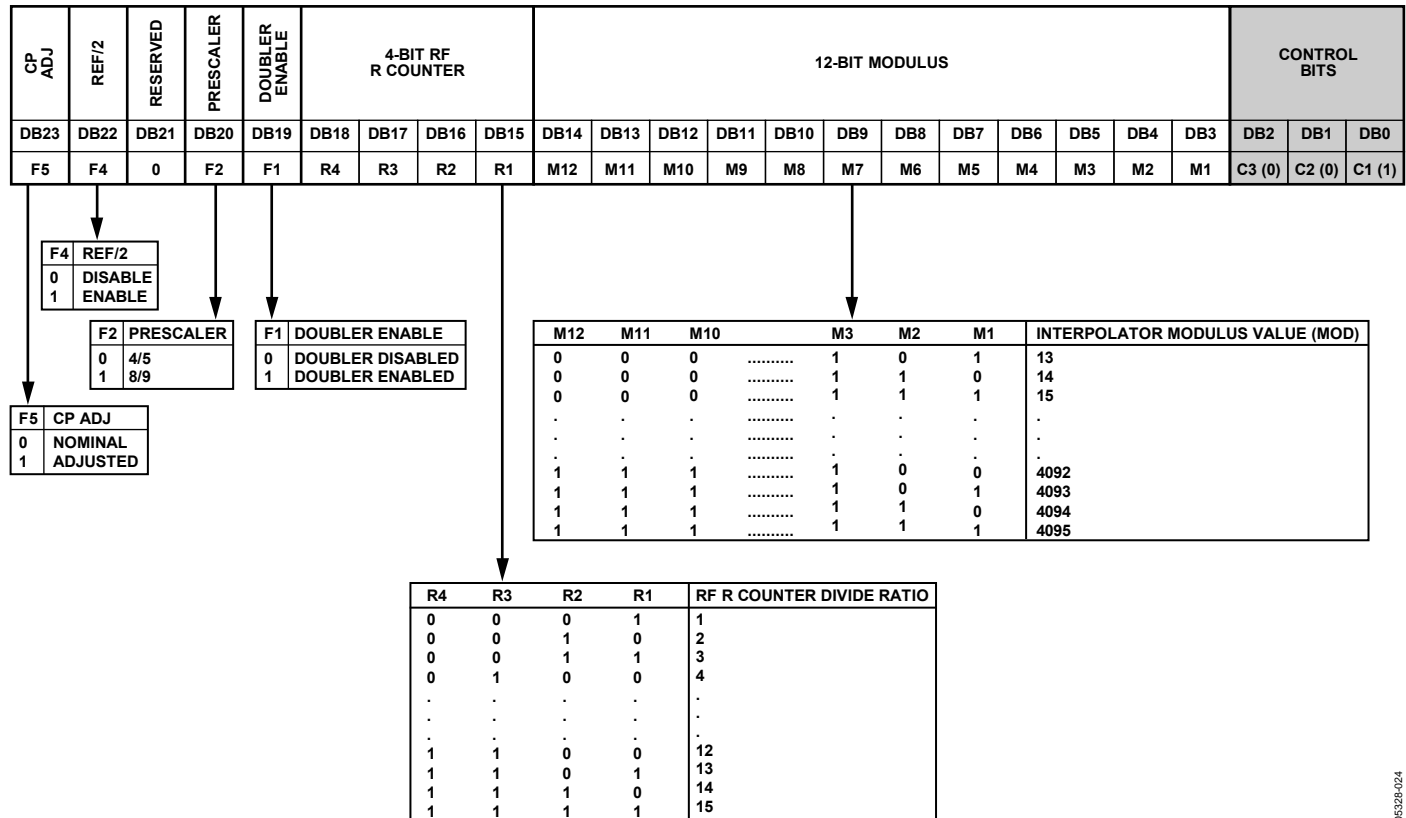 CP ADJ
REF/2
RESERVED
PRESCALER
DOUBLER ENABLE
4-BIT RF
R COUNTER
12-BIT MODULUS
CONTROL
BITS
DB23 DB22 DB21 DB20 DB19 DB18 DB17 DB16 DB15 DB14 DB13 DB12 DB11 DB10 DB9 DB8 DB7 DB6 DB5 DB4 DB3 DB2 DB1 DB0
F5 F4 0 F2 F1 R4 R3 R2 R1 M12 M11 M10 M9 M8 M7 M6 M5 M4 M3 M2 M1 C3 (0) C2 (0) C1 (1)
F4 REF/2
0 DISABLE
1 ENABLE
F2 PRESCALER
0 4/5
1 8/9
F1 DOUBLER ENABLE
0 DOUBLER DISABLED
1 DOUBLER ENABLED
F5 CP ADJ
0 NOMINAL
1 ADJUSTED
M12 M11 M10 M3 M2 M1 INTERPOLATOR MODULUS VALUE (MOD)
0 0 0 .......... 1 0 1 13
0 0 0 .......... 1 1 0 14
0 0 0 .......... 1 1 1 15
. . . .......... . . . .
. . . .......... . . . .
. . . .......... . . . .
1 1 1 .......... 1 0 0 4092
1 1 1 .......... 1 0 1 4093
1 1 1 .......... 1 1 0 4094
1 1 1 .......... 1 1 1 4095
R4 R3 R2 R1 RF R COUNTER DIVIDE RATIO
0 0 0 1 1
0 0 1 0 2
0 0 1 1 3
0 1 0 0 4
. . . . .
. . . . .
. . . . .
1 1 0 0 12
1 1 0 1 13
1 1 1 0 14
1 1 1 1 15
05328-024